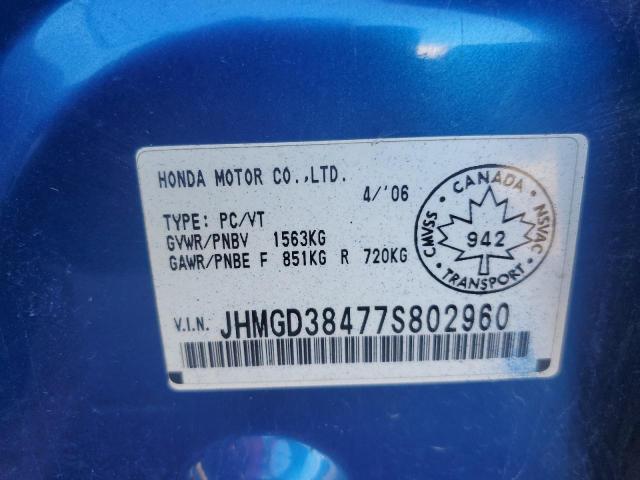 HONDA MOTOR CO.,LTD.
4/'06
TYPE: PC/VT
GVWR/PNBV 1563KG
GAWR/PNBE F 851KG R 720KG
CANADA
CMVSS
942
NSVAC
TRANSPORT
V.I.N. JHMGD38477S802960